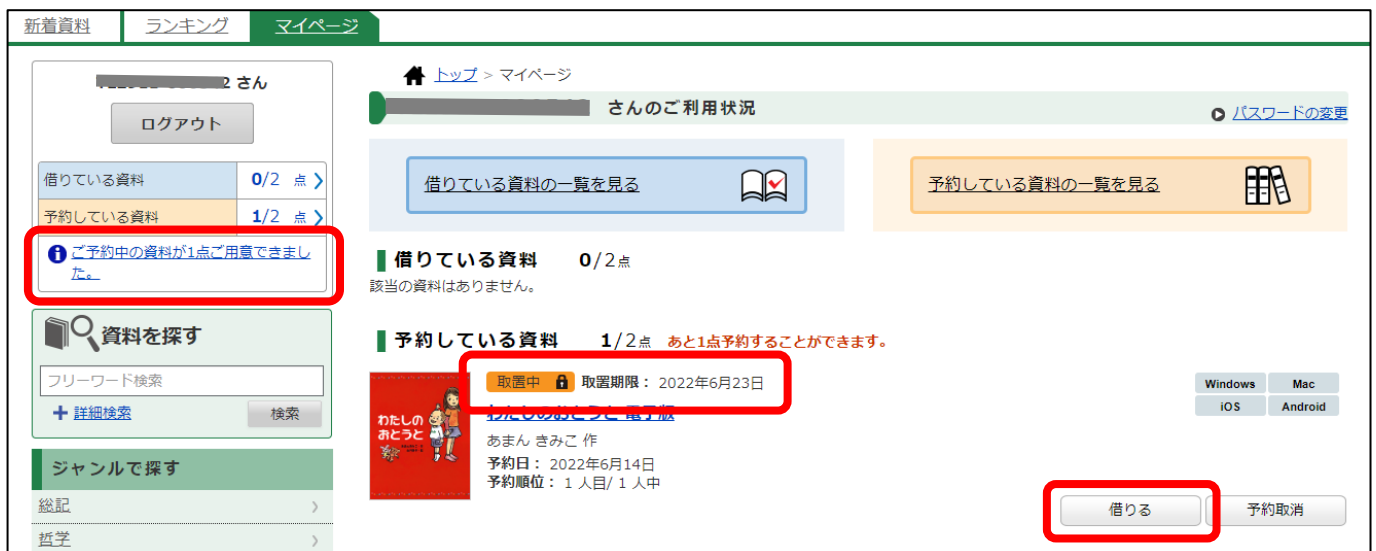 新着資料
ランキング
マイページ
2 さん
ログアウト
借りている資料 0/2 点
予約している資料 1/2 点
ご予約中の資料が1点ご用意できまし
た。
資料を探す
フリーワード検索
詳細検索
検索
ジャンルで探す
総記
哲学
トップ > マイページ
さんのご利用状況
パスワードの変更
借りている資料の一覧を見る
予約している資料の一覧を見る
借りている資料 0/2点
該当の資料はありません。
予約している資料 1/2点 あと1点予約することができます。
わたしの
おとうと
取置中 取置期限： 2022年6月23日
わたしのおとうと 電子版
あまん きみこ 作
予約日： 2022年6月14日
予約順位： 1 人目/ 1 人中
Windows Mac
iOS Android
借りる
予約取消